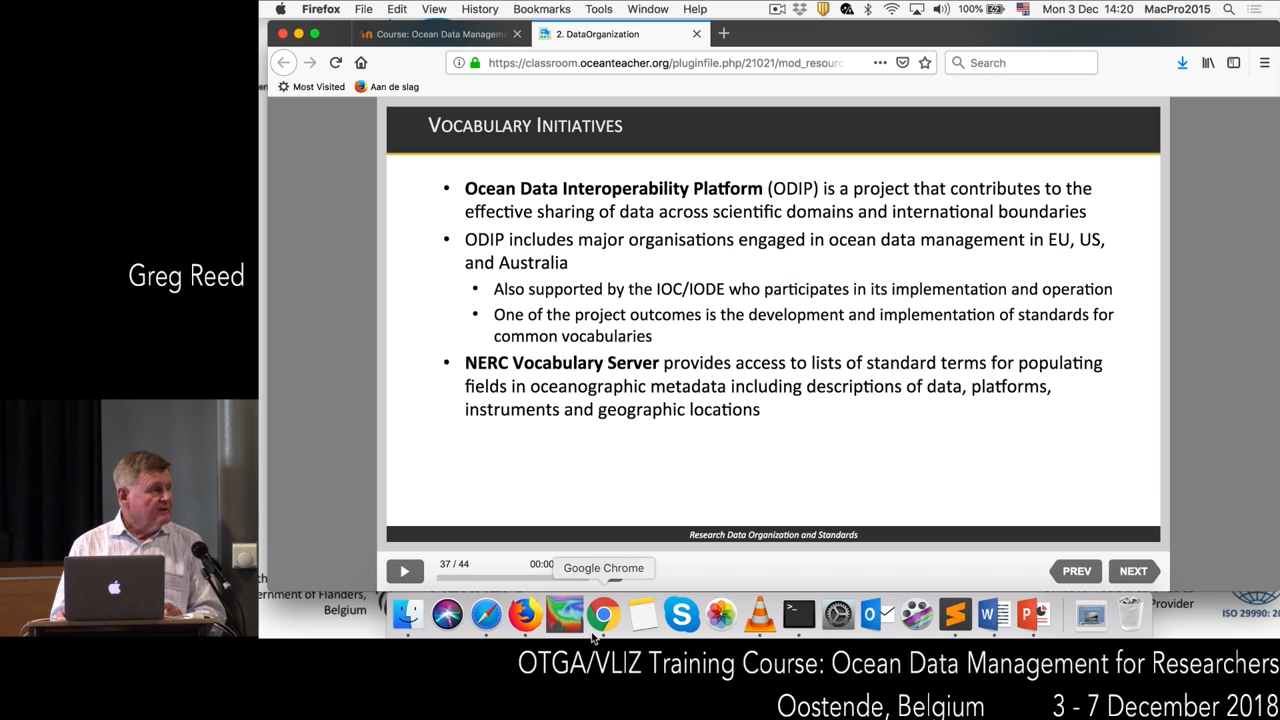 Firefox File Edit View History Bookmarks Tools Window Help 100% Mon 3 Dec 14:20 MacPro2015
Course: Ocean Data Managem
2. DataOrganization
https://classroom.oceanteacher.org/pluginfile.php/21021/mod_resourc
Search
Most Visited Aan de slag
VOCABULARY INITIATIVES
• Ocean Data Interoperability Platform (ODIP) is a project that contributes to the
effective sharing of data across scientific domains and international boundaries
• ODIP includes major organisations engaged in ocean data management in EU, US,
and Australia
• Also supported by the IOC/IODE who participates in its implementation and operation
• One of the project outcomes is the development and implementation of standards for
common vocabularies
• NERC Vocabulary Server provides access to lists of standard terms for populating
fields in oceanographic metadata including descriptions of data, platforms,
instruments and geographic locations
Research Data Organization and Standards
37 / 44 00:00
PREV NEXT
Google Chrome
Greg Reed
vernment of Flanders,
Belgium
Provider
ISO 29990: 20
OTGA/VLIZ Training Course: Ocean Data Management for Researchers
Oostende, Belgium 3 - 7 December 2018